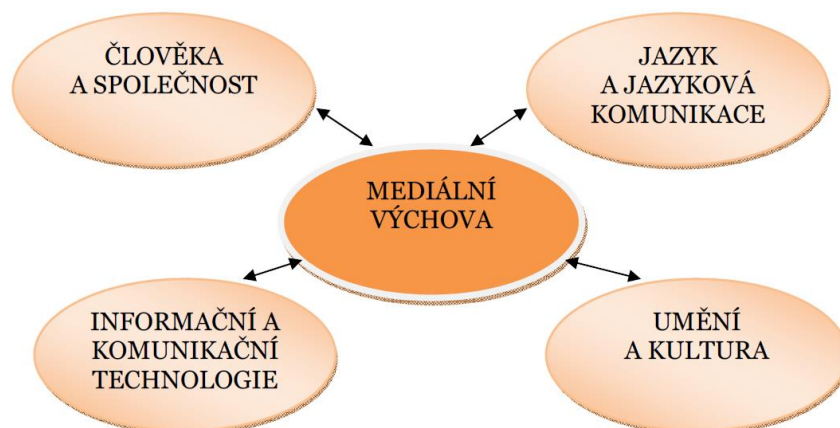 ČLOVĚKA
A SPOLEČNOST
JAZYK
A JAZYKOVÁ
KOMUNIKACE
MEDIÁLNÍ
VÝCHOVA
INFORMAČNÍ A
KOMUNIKAČNÍ
TECHNOLOGIE
UMĚNÍ
A KULTURA